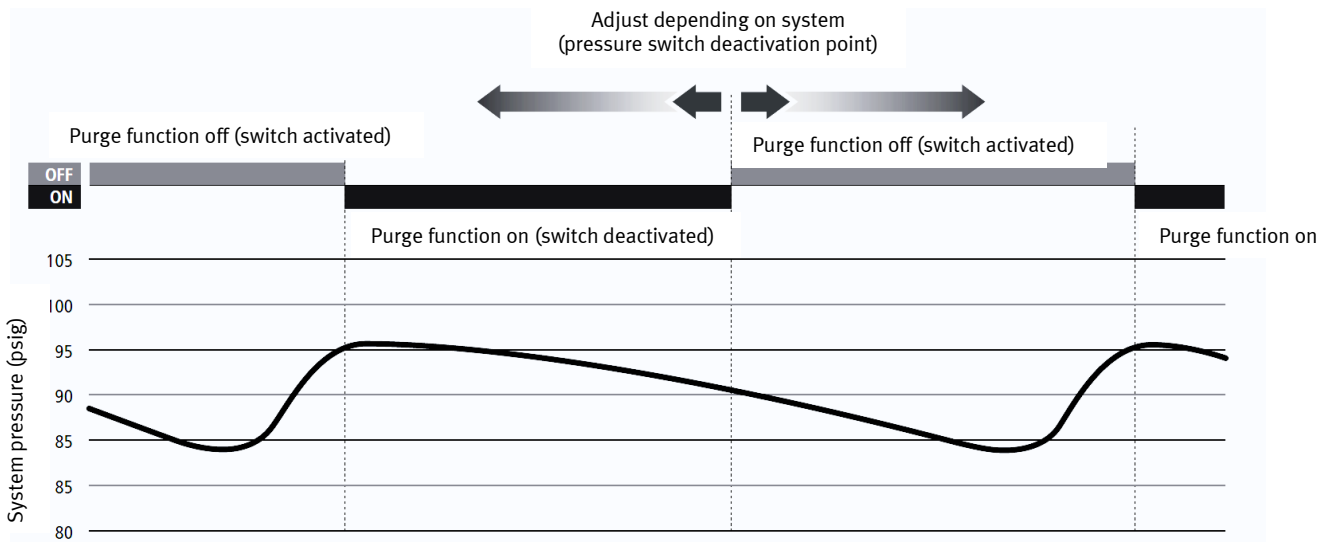 Adjust depending on system
(pressure switch deactivation point)
Purge function off (switch activated)
Purge function off (switch activated)
OFF
ON
Purge function on (switch deactivated)
Purge function on
System pressure (psig)
105
100
95
90
85
85
80